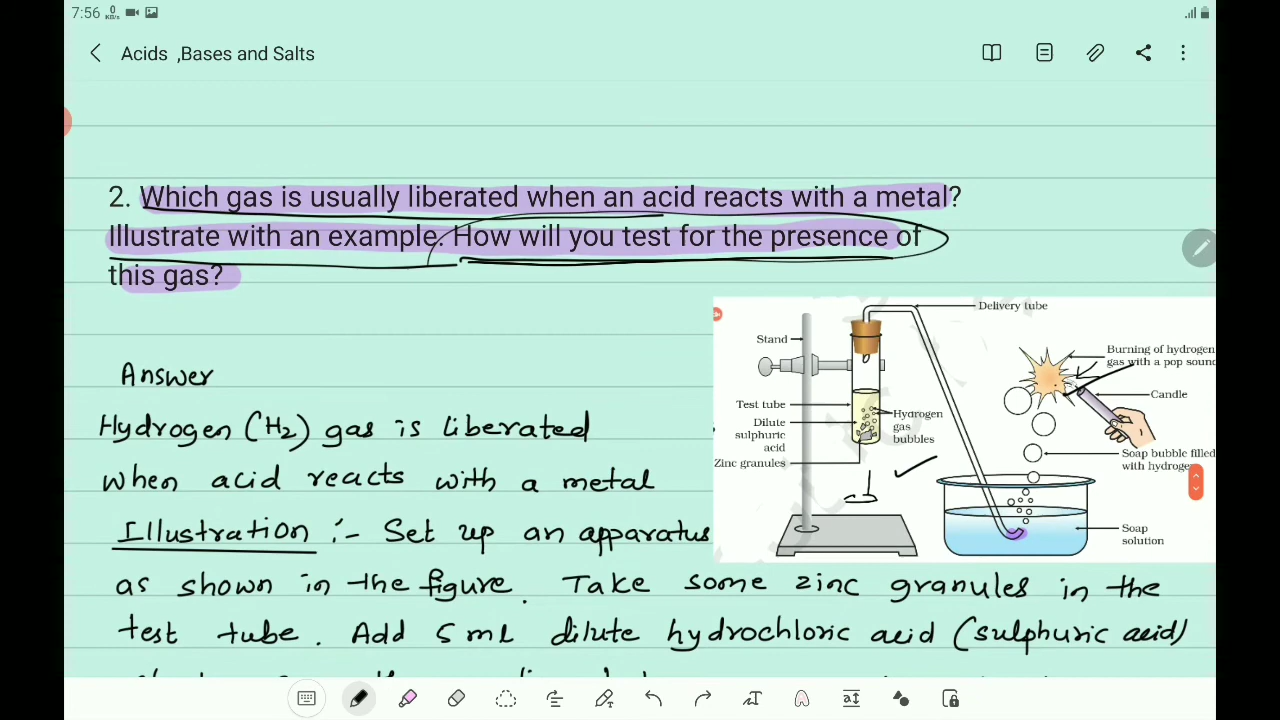 7:56 0 KB/s
Acids ,Bases and Salts
2. Which gas is usually liberated when an acid reacts with a metal?
Illustrate with an example. How will you test for the presence of
this gas?
Delivery tube
Stand
Burning of hydrogen
gas with a pop sound
Answer
Candle
Test tube
Hydrogen
gas
bubbles
Dilute
sulphuric
acid
Hydrogen (H2) gas is liberated
Soap bubble filled
with hydrogen
Zinc granules
when acid reacts with a metal
Soap
solution
Illustration :- Set up an apparatus
as shown in the figure. Take some zinc granules in the
test tube. Add 5 ml dilute hydrochloric acid (sulphuric acid)